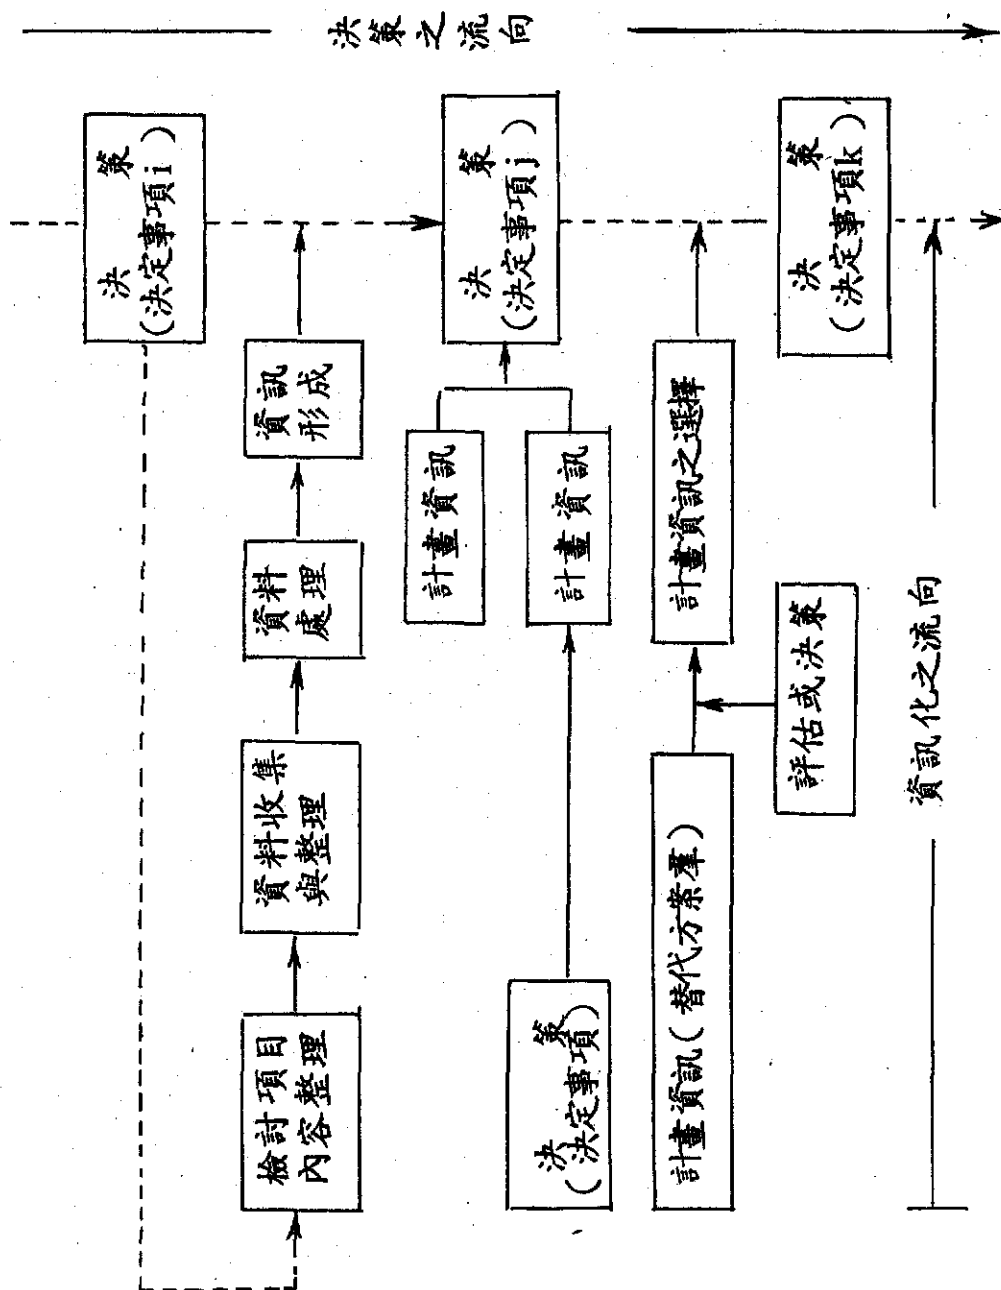 決策之流向
決策
(決定事項i)
決策
(決定事項j)
決策
(決定事項k)
檢討項目
內容整理
資料收集
與整理
資料
處理
資訊
形成
計畫資訊
計畫資訊
決策
(決定事項)
計畫資訊(替代方案羣)
計畫資訊之選擇
評估或決策
資訊化之流向